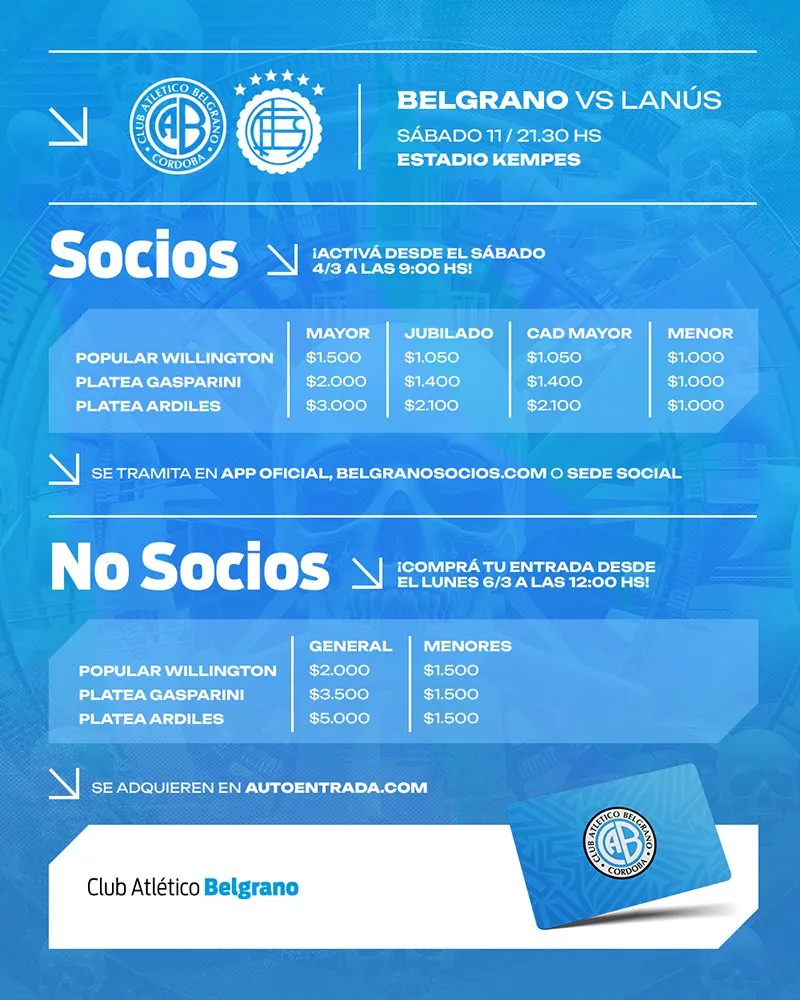 CLUB ATLÉTICO BELGRANO
CAB
CÓRDOBA
BELGRANO VS LANÚS
SÁBADO 11 / 21.30 HS
ESTADIO KEMPES
Socios
¡ACTIVÁ DESDE EL SÁBADO
4/3 A LAS 9:00 HS!
MAYOR JUBILADO CAD MAYOR MENOR
POPULAR WILLINGTON $1.500 $1.050 $1.050 $1.000
PLATEA GASPARINI $2.000 $1.400 $1.400 $1.000
PLATEA ARDILES $3.000 $2.100 $2.100 $1.000
SE TRAMITA EN APP OFICIAL, BELGRANOSOCIOS.COM O SEDE SOCIAL
No Socios
¡COMPRÁ TU ENTRADA DESDE
EL LUNES 6/3 A LAS 12:00 HS!
GENERAL MENORES
POPULAR WILLINGTON $2.000 $1.500
PLATEA GASPARINI $3.500 $1.500
PLATEA ARDILES $5.000 $1.500
SE ADQUIEREN EN AUTOENTRADA.COM
Club Atlético Belgrano
CLUB ATLÉTICO BELGRANO
CAB
CORDOBA